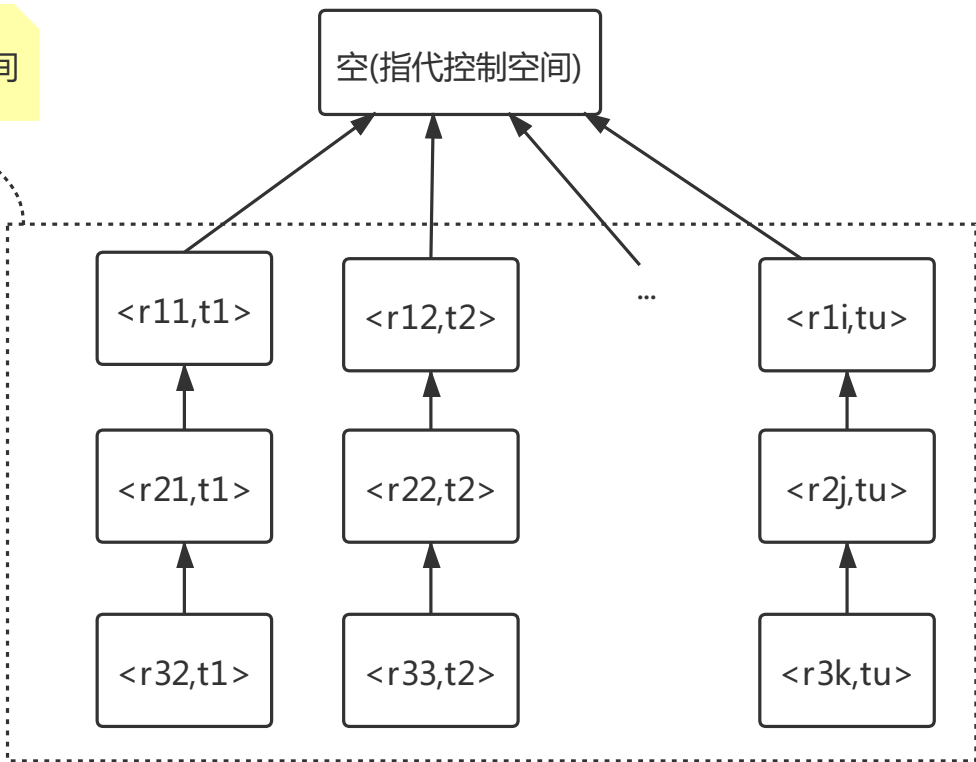 间
空(指代控制空间)
...
<r11,t1>
<r12,t2>
<r1i,tu>
<r21,t1>
<r22,t2>
<r2j,tu>
<r32,t1>
<r33,t2>
<r3k,tu>